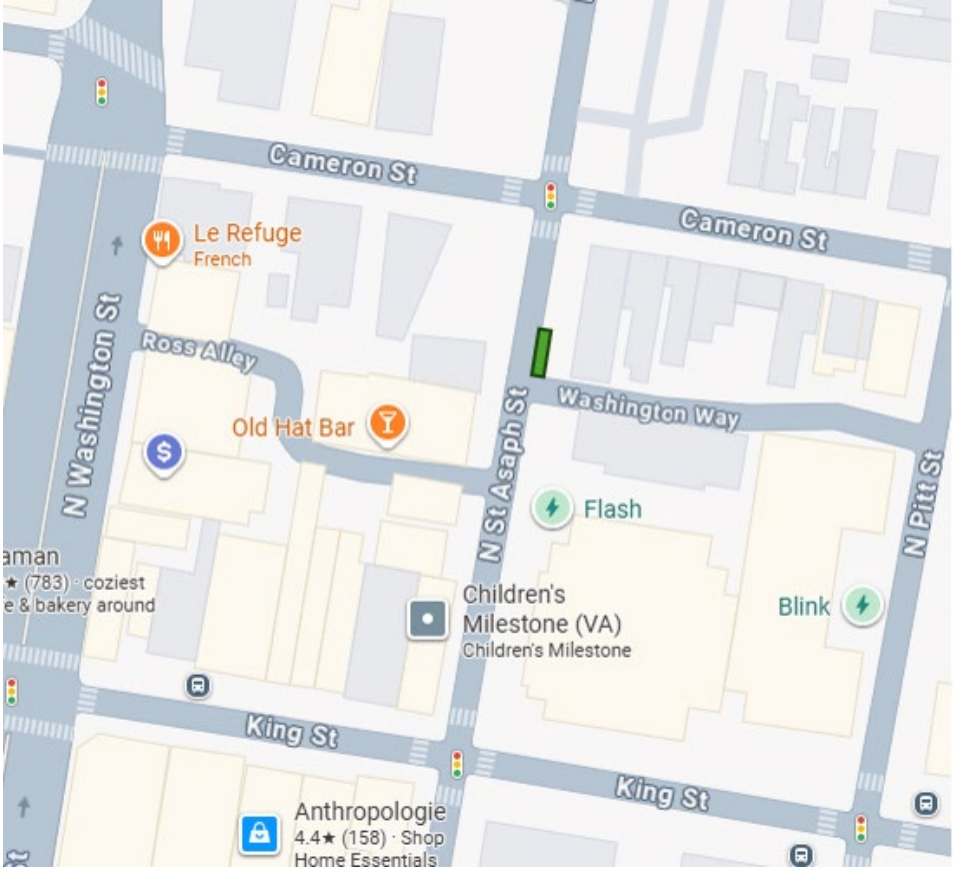 Cameron St
Le Refuge
French
Cameron St
N Washington St
Ross Alley
Washington Way
Old Hat Bar
$
N St Asaph St
Flash
N Pitt St
aman
★ (783) · coziest
e & bakery around
Children's
Milestone (VA)
Children's Milestone
Blink
King St
King St
Anthropologie
4.4★ (158) · Shop
Home Essentials
St